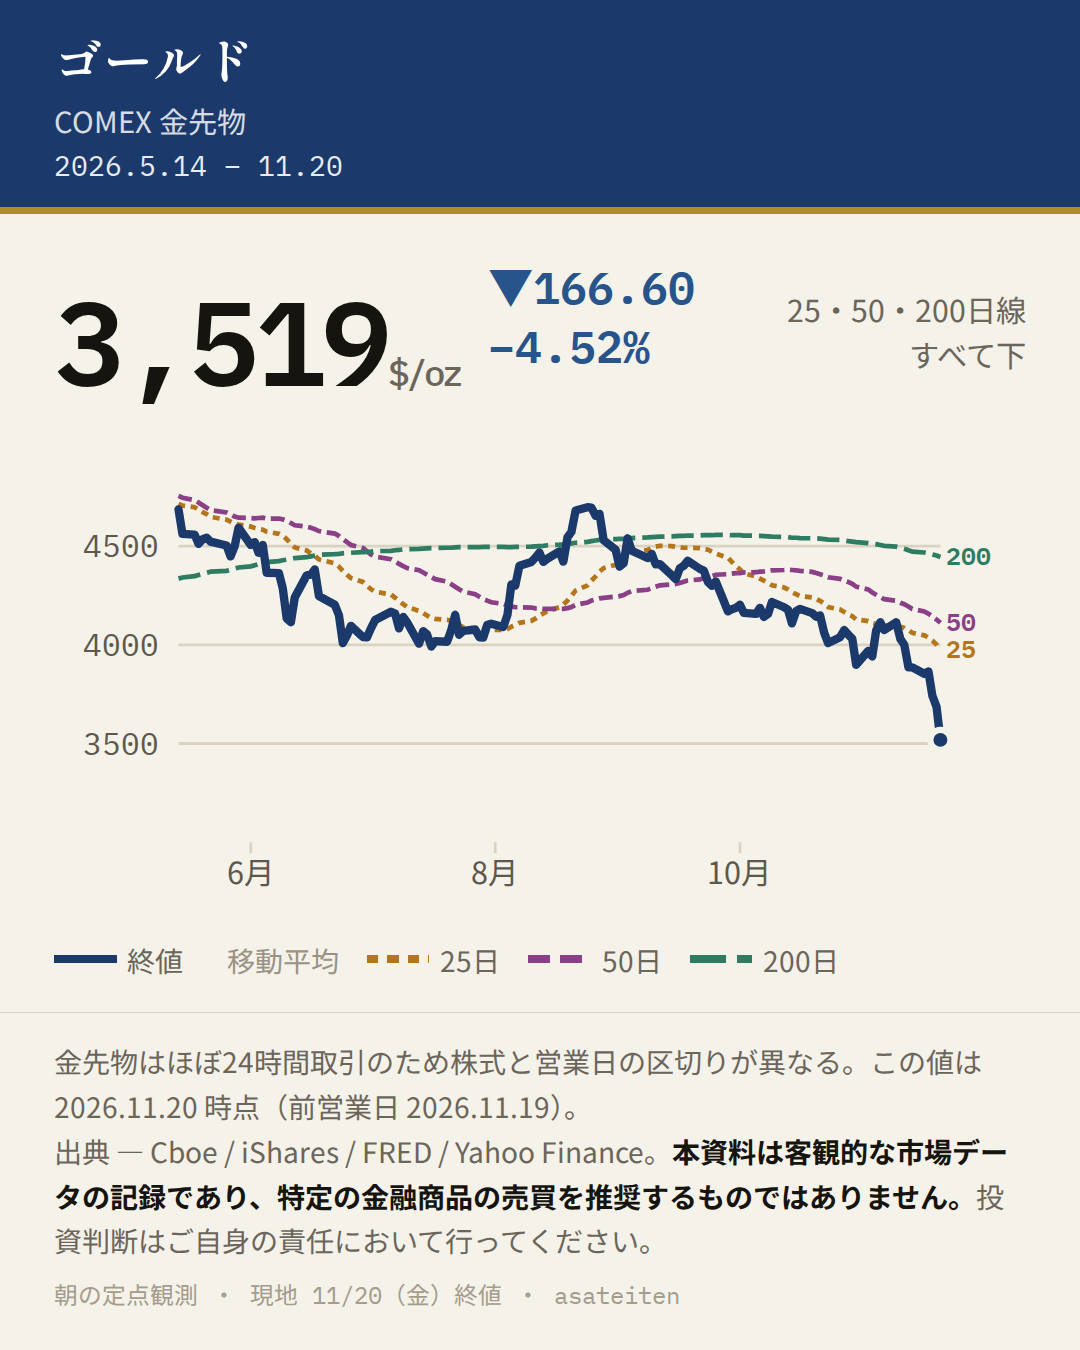 ゴールド
COMEX 金先物
2026.5.14 − 11.20
3,519$/oz
▼166.60
−4.52%
25・50・200日線
すべて下
4500
4000
3500
200
50
25
6月
8月
10月
終値 移動平均 25日 50日 200日
金先物はほぼ24時間取引のため株式と営業日の区切りが異なる。この値は
2026.11.20 時点（前営業日 2026.11.19）。
出典 — Cboe / iShares / FRED / Yahoo Finance。本資料は客観的な市場デー
タの記録であり、特定の金融商品の売買を推奨するものではありません。投
資判断はご自身の責任において行ってください。
朝の定点観測 ・ 現地 11/20（金）終値 ・ asateiten